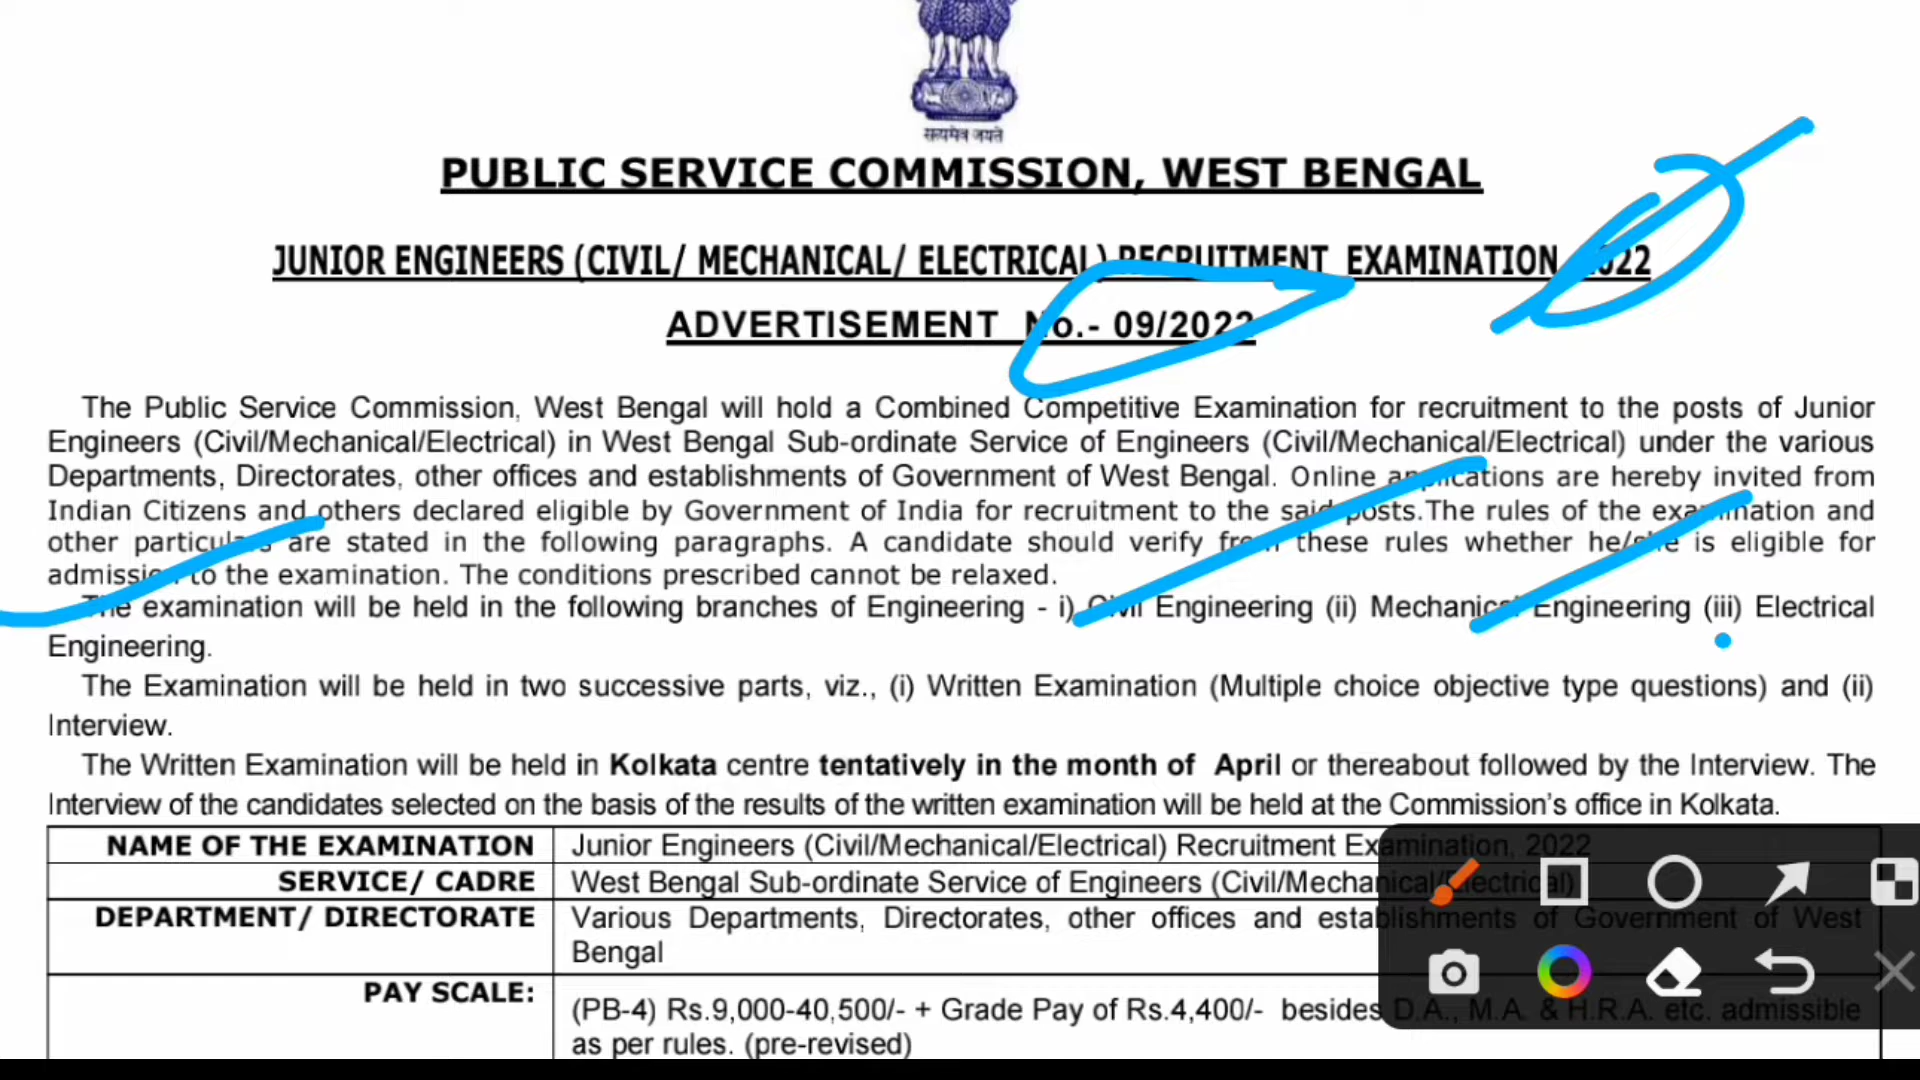 सत्यमेव जयते
PUBLIC SERVICE COMMISSION, WEST BENGAL
JUNIOR ENGINEERS (CIVIL/ MECHANICAL/ ELECTRICAL) RECRUITMENT EXAMINATION 2022
ADVERTISEMENT No.- 09/2022
The Public Service Commission, West Bengal will hold a Combined Competitive Examination for recruitment to the posts of Junior
Engineers (Civil/Mechanical/Electrical) in West Bengal Sub-ordinate Service of Engineers (Civil/Mechanical/Electrical) under the various
Departments, Directorates, other offices and establishments of Government of West Bengal. Online applications are hereby invited from
Indian Citizens and others declared eligible by Government of India for recruitment to the said posts.The rules of the examination and
other particulars are stated in the following paragraphs. A candidate should verify from these rules whether he/she is eligible for
admission to the examination. The conditions prescribed cannot be relaxed.
The examination will be held in the following branches of Engineering - i) Civil Engineering (ii) Mechanical Engineering (iii) Electrical
Engineering.
The Examination will be held in two successive parts, viz., (i) Written Examination (Multiple choice objective type questions) and (ii)
Interview.
The Written Examination will be held in Kolkata centre tentatively in the month of April or thereabout followed by the Interview. The
Interview of the candidates selected on the basis of the results of the written examination will be held at the Commission's office in Kolkata.
NAME OF THE EXAMINATION Junior Engineers (Civil/Mechanical/Electrical) Recruitment Examination, 2022
SERVICE/ CADRE West Bengal Sub-ordinate Service of Engineers (Civil/Mechanical/Electrical)
DEPARTMENT/ DIRECTORATE Various Departments, Directorates, other offices and establishments of Government of West
Bengal
PAY SCALE: (PB-4) Rs.9,000-40,500/- + Grade Pay of Rs.4,400/- besides D.A., M.A. & H.R.A. etc. admissible
as per rules. (pre-revised)